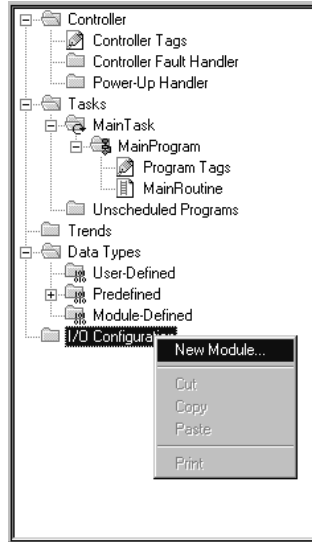 Controller
Controller Tags
Controller Fault Handler
Power-Up Handler
Tasks
MainTask
MainProgram
Program Tags
MainRoutine
Unscheduled Programs
Trends
Data Types
User-Defined
Predefined
Module-Defined
I/O Configuration
New Module...
Cut
Copy
Paste
Print